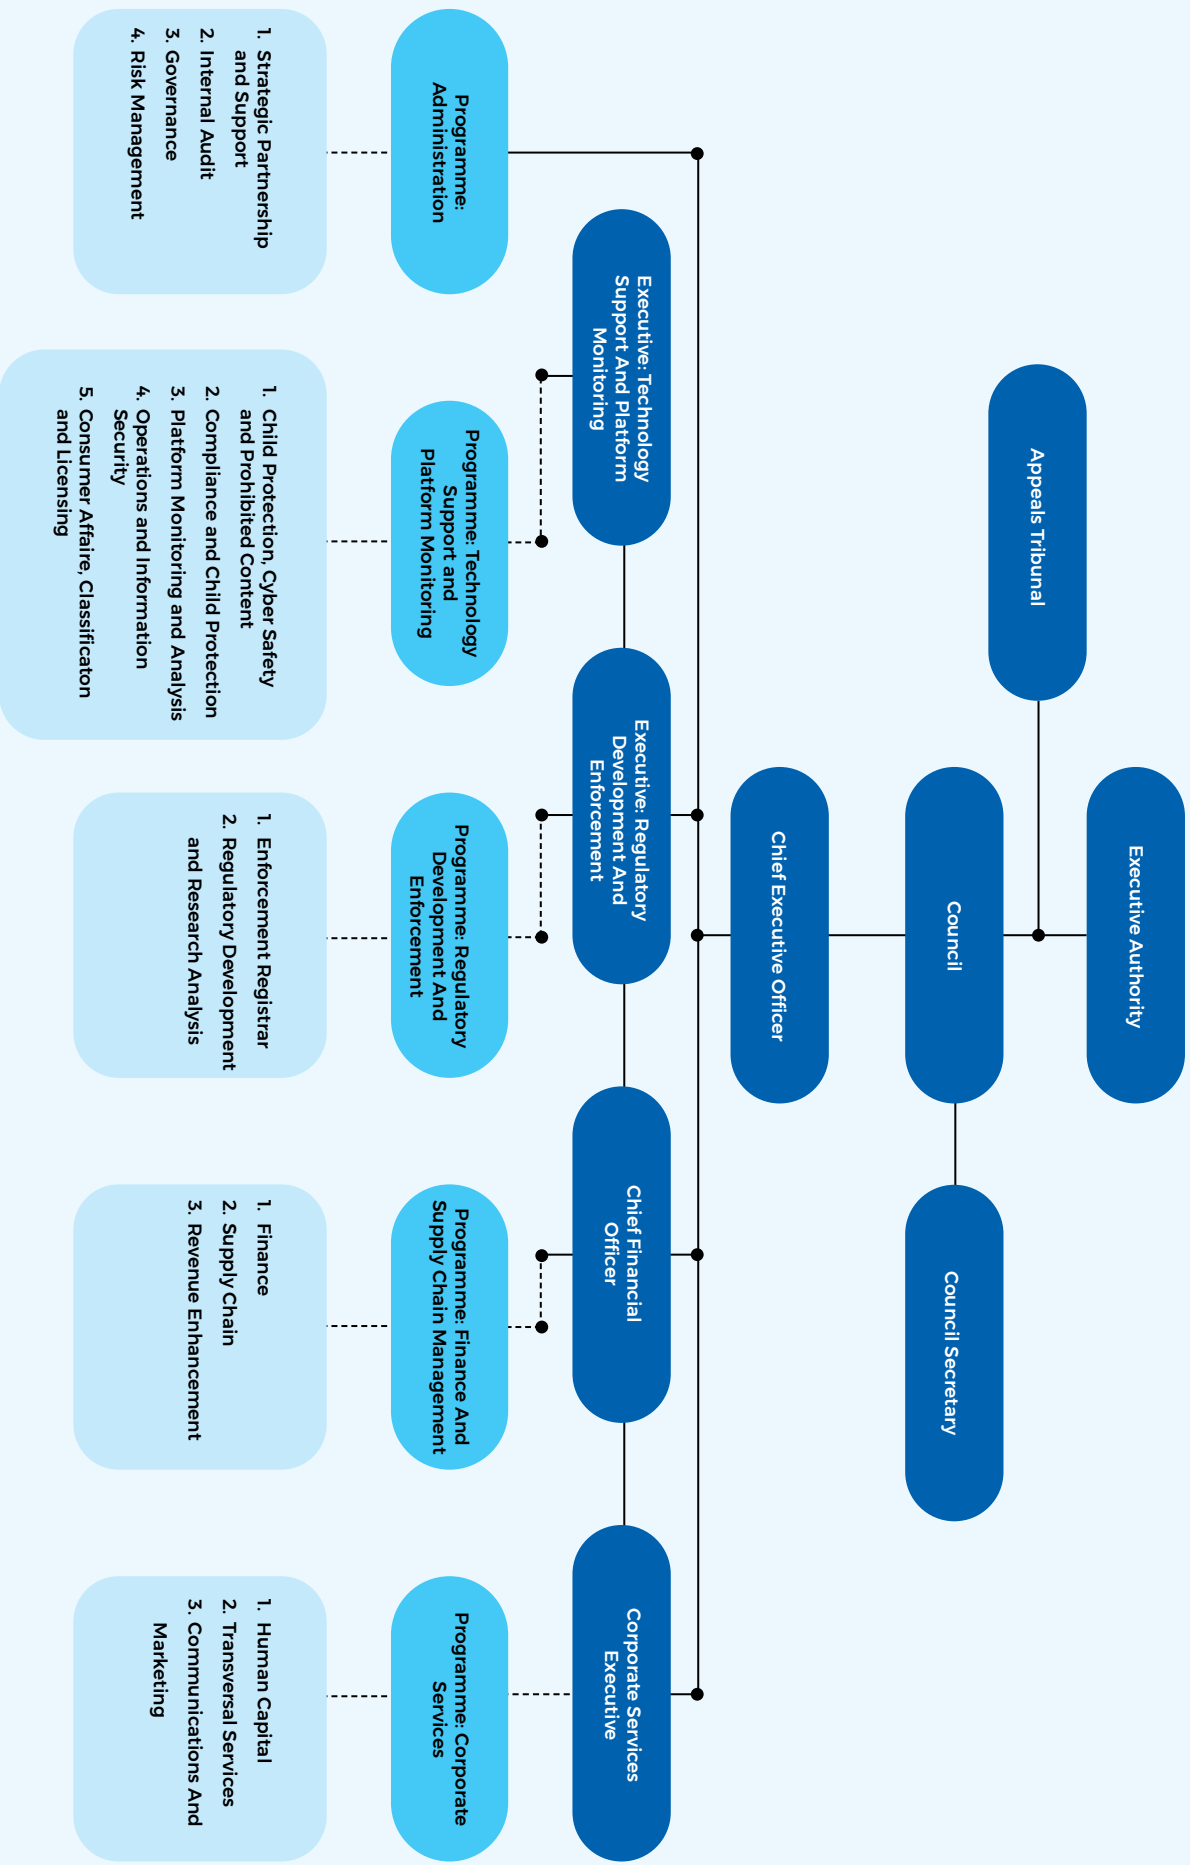 Executive Authority
Appeals Tribunal
Council
Council Secretary
Chief Executive Officer
Executive: Technology
Support And Platform
Monitoring
Executive: Regulatory
Development And
Enforcement
Chief Financial
Officer
Corporate Services
Executive
Programme:
Administration
Programme: Technology
Support and
Platform Monitoring
Programme: Regulatory
Development And
Enforcement
Programme: Finance And
Supply Chain Management
Programme: Corporate
Services
1. Strategic Partnership
and Support
2. Internal Audit
3. Governance
4. Risk Management
1. Child Protection, Cyber Safety
and Prohibited Content
2. Compliance and Child Protection
3. Platform Monitoring and Analysis
4. Operations and Information
Security
5. Consumer Affaire, Classificaton
and Licensing
1. Enforcement Registrar
2. Regulatory Development
and Research Analysis
1. Finance
2. Supply Chain
3. Revenue Enhancement
1. Human Capital
2. Transversal Services
3. Communications And
Marketing